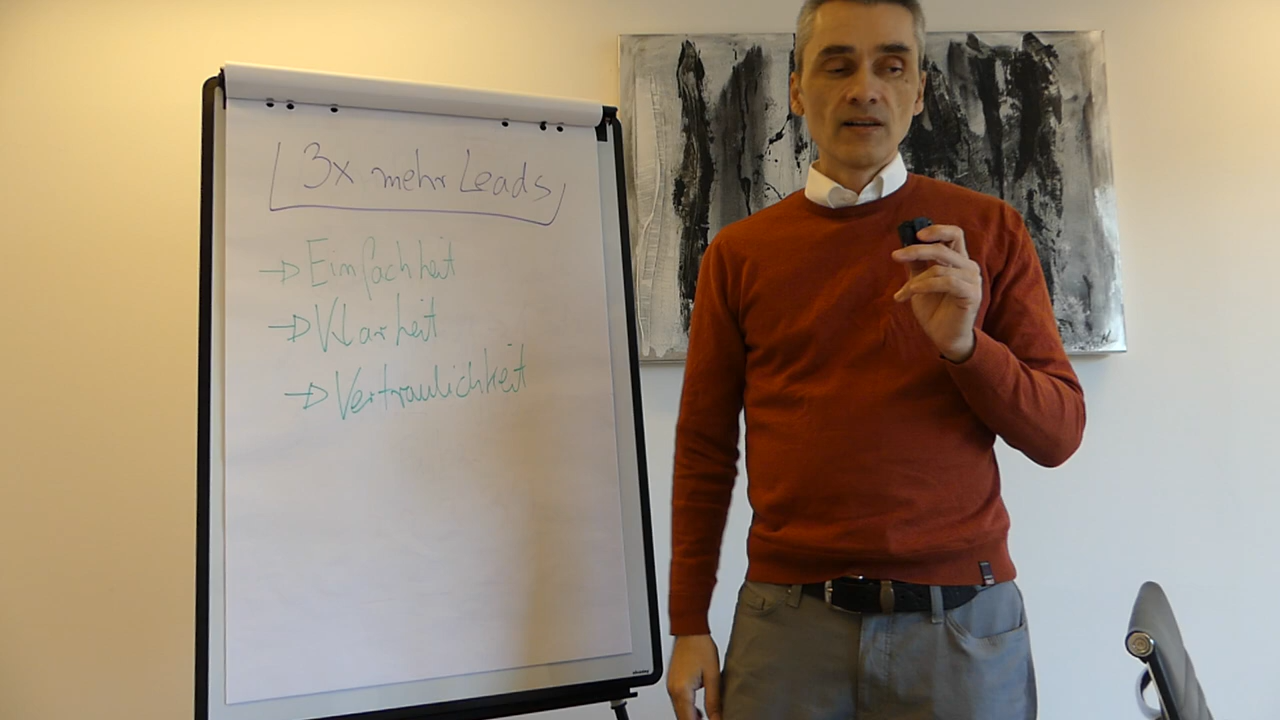 3x mehr Leads
→ Einfachheit
→ Klarheit
→ Vertraulichkeit